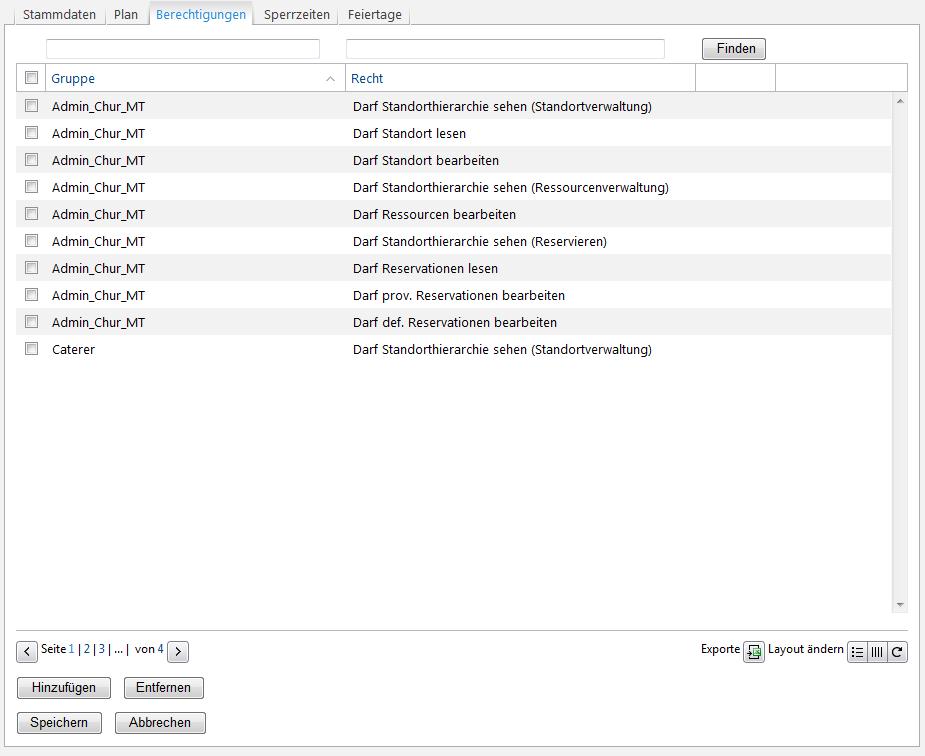 Stammdaten Plan Berechtigungen Sperrzeiten Feiertage
Finden
Gruppe Recht
Admin_Chur_MT Darf Standorthierarchie sehen (Standortverwaltung)
Admin_Chur_MT Darf Standort lesen
Admin_Chur_MT Darf Standort bearbeiten
Admin_Chur_MT Darf Standorthierarchie sehen (Ressourcenverwaltung)
Admin_Chur_MT Darf Ressourcen bearbeiten
Admin_Chur_MT Darf Standorthierarchie sehen (Reservieren)
Admin_Chur_MT Darf Reservationen lesen
Admin_Chur_MT Darf prov. Reservationen bearbeiten
Admin_Chur_MT Darf def. Reservationen bearbeiten
Caterer Darf Standorthierarchie sehen (Standortverwaltung)
< Seite 1 | 2 | 3 | ... | von 4 > Exporte Layout ändern
Hinzufügen Entfernen
Speichern Abbrechen